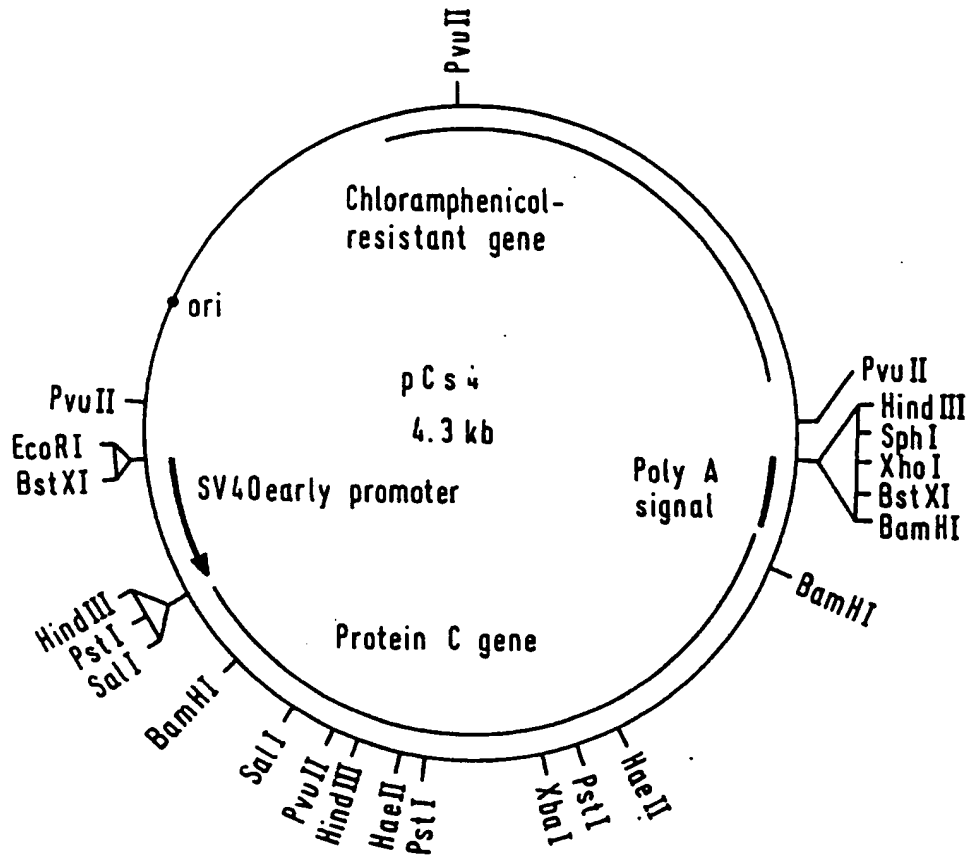 PvuII
Chloramphenicol-
resistant gene
ori
pCs4
4.3 kb
PvuII
EcoRI
BstXI
SV40early promoter
Poly A
signal
PvuII
HindIII
SphI
XhoI
BstXI
BamHI
BamHI
Protein C gene
HindIII
PstI
SalI
BamHI
SalI
PvuII
HindIII
HaeII
PstI
XbaI
PstI
HaeII